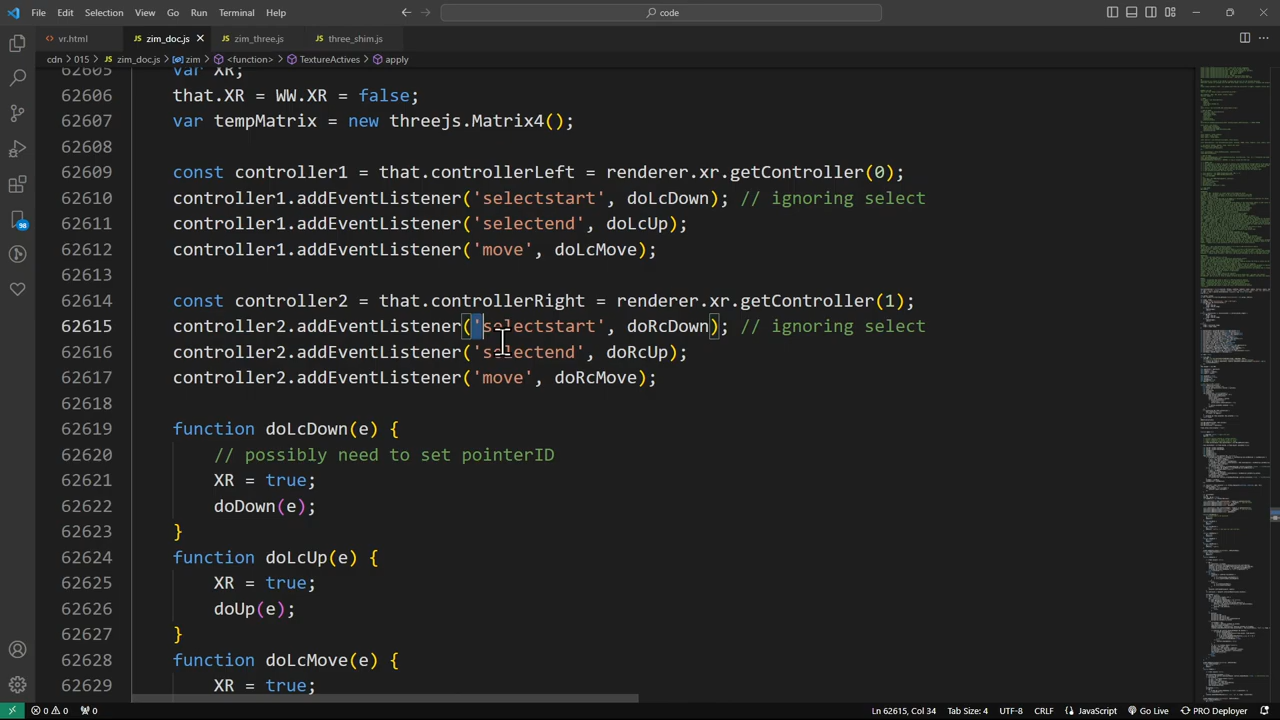 File Edit Selection View Go Run Terminal Help
code
vr.html
zim_doc.js
zim_three.js
three_shim.js
cdn > 015 > zim_doc.js > zim > <function> > TextureActives > apply
62605 var XR;
62606 that.XR = WW.XR = false;
62607 var tempMatrix = new threejs.Matrix4();
62608
62609 const controller1 = that.controllerLeft = renderer.xr.getController(0);
62610 controller1.addEventListener('selectstart', doLcDown); // ignoring select
62611 controller1.addEventListener('selectend', doLcUp);
62612 controller1.addEventListener('move', doLcMove);
62613
62614 const controller2 = that.controllerRight = renderer.xr.getController(1);
62615 controller2.addEventListener('selectstart', doRcDown); // ignoring select
62616 controller2.addEventListener('selectend', doRcUp);
62617 controller2.addEventListener('move', doRcMove);
62618
62619 function doLcDown(e) {
62620 // possibly need to set pointerID
62621 XR = true;
62622 doDown(e);
62623 }
62624 function doLcUp(e) {
62625 XR = true;
62626 doUp(e);
62627 }
62628 function doLcMove(e) {
62629 XR = true;
98
0 0 0 Ln 62615, Col 34 Tab Size: 4 UTF-8 CRLF JavaScript Go Live PRO Deployer